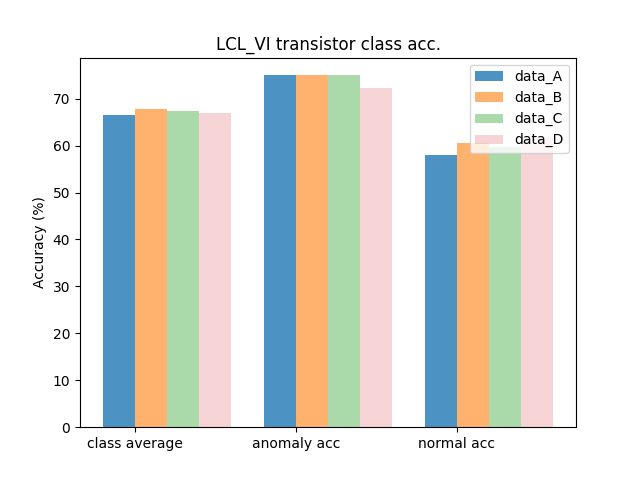 LCL_VI transistor class acc.
data_A
data_B
data_C
data_D
Accuracy (%)
70
60
50
40
30
20
10
0
class average
anomaly acc
normal acc